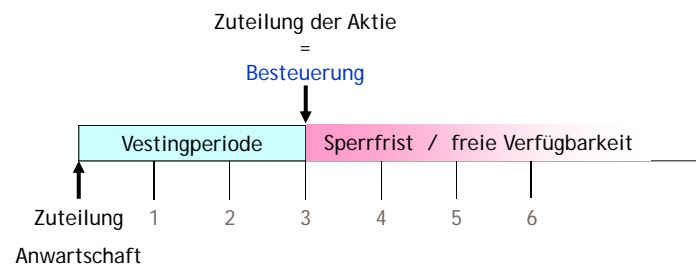 Zuteilung der Aktie
=
Besteuerung
Vestingperiode
Sperrfrist / freie Verfügbarkeit
Zuteilung 1 2 3 4 5 6
Anwartschaft